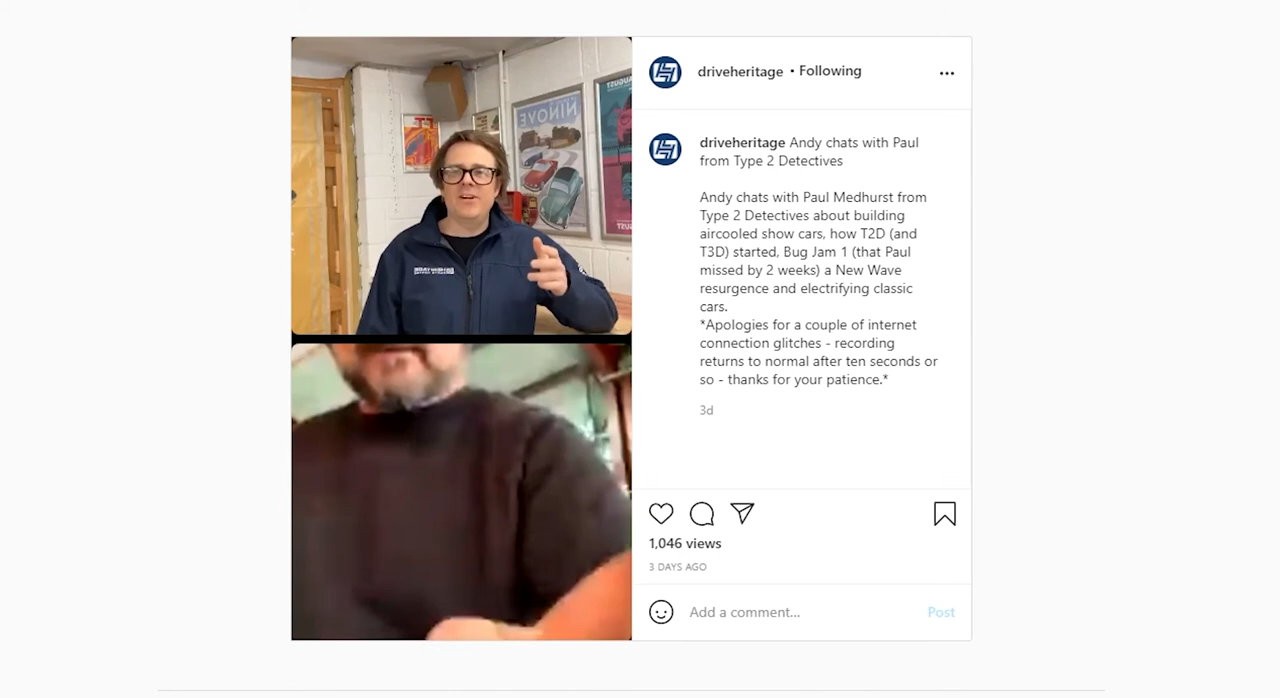 driveheritage • Following
driveheritage Andy chats with Paul
from Type 2 Detectives
Andy chats with Paul Medhurst from
Type 2 Detectives about building
aircooled show cars, how T2D (and
T3D) started, Bug Jam 1 (that Paul
missed by 2 weeks) a New Wave
resurgence and electrifying classic
cars.
*Apologies for a couple of internet
connection glitches - recording
returns to normal after ten seconds or
so - thanks for your patience.*
3d
1,046 views
3 DAYS AGO
Add a comment...
Post
NINOVE
AUGUST